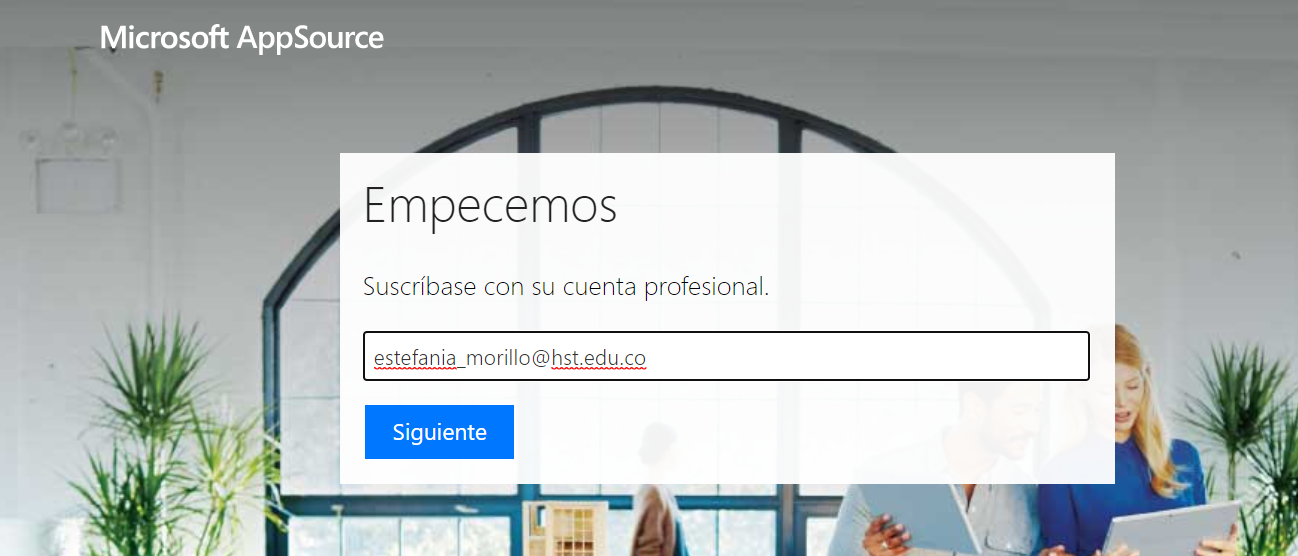 Microsoft AppSource
Empecemos
Suscríbase con su cuenta profesional.
estefania_morillo@hst.edu.co
Siguiente